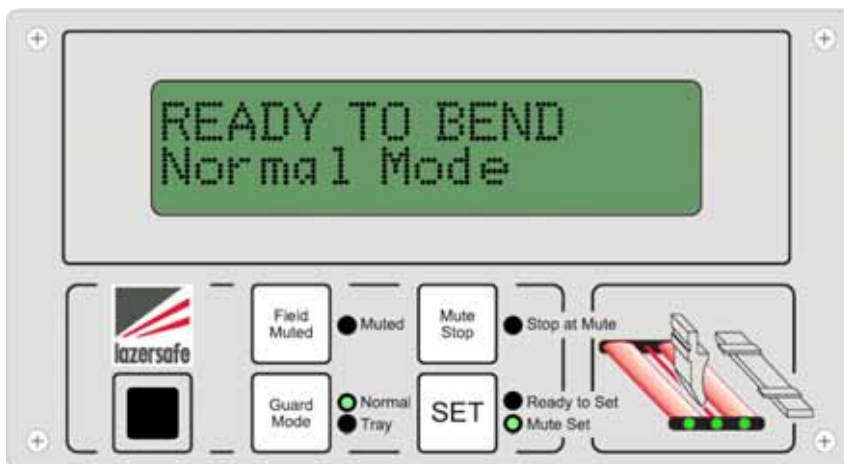 READY TO BEND
Normal Mode
lazersafe
Field
Muted
Muted
Mute
Stop
Stop at Mute
Guard
Mode
Normal
Tray
SET
Ready to Set
Mute Set